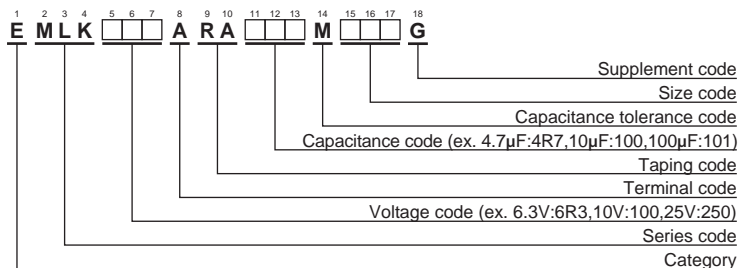 1 2 3 4 5 6 7 8 9 10 11 12 13 14 15 16 17 18
E M L K A R A M G
Supplement code
Size code
Capacitance tolerance code
Capacitance code (ex. 4.7μF:4R7,10μF:100,100μF:101)
Taping code
Terminal code
Voltage code (ex. 6.3V:6R3,10V:100,25V:250)
Series code
Category